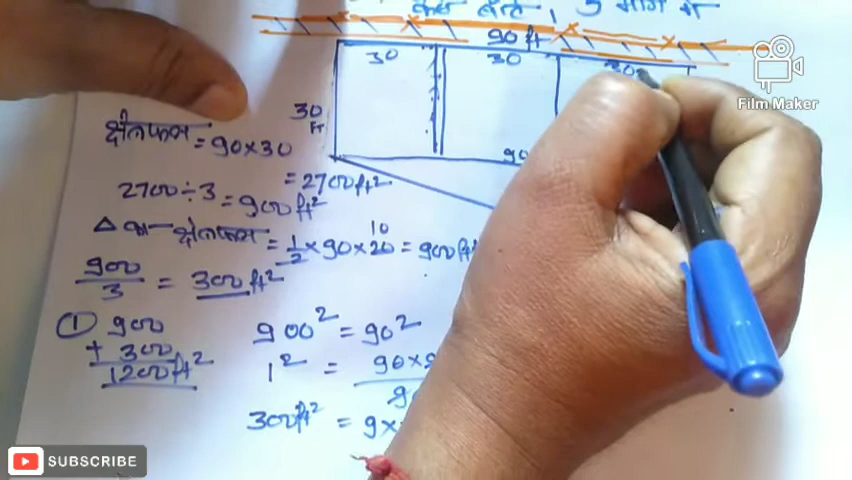 भाग में
90 ft
30 30 30
30
FT
90
क्षेत्रफल = 90×30
= 2700 ft²
2700 ÷ 3 = 900 ft²
△ का क्षेत्रफल = 1/2 × 90 × 20 = 900 ft²
10
900/3 = 300 ft²
① 900
+ 300
1200 ft²
900² = 90²
1² = 90×
300 ft² = 9×
Film Maker
SUBSCRIBE